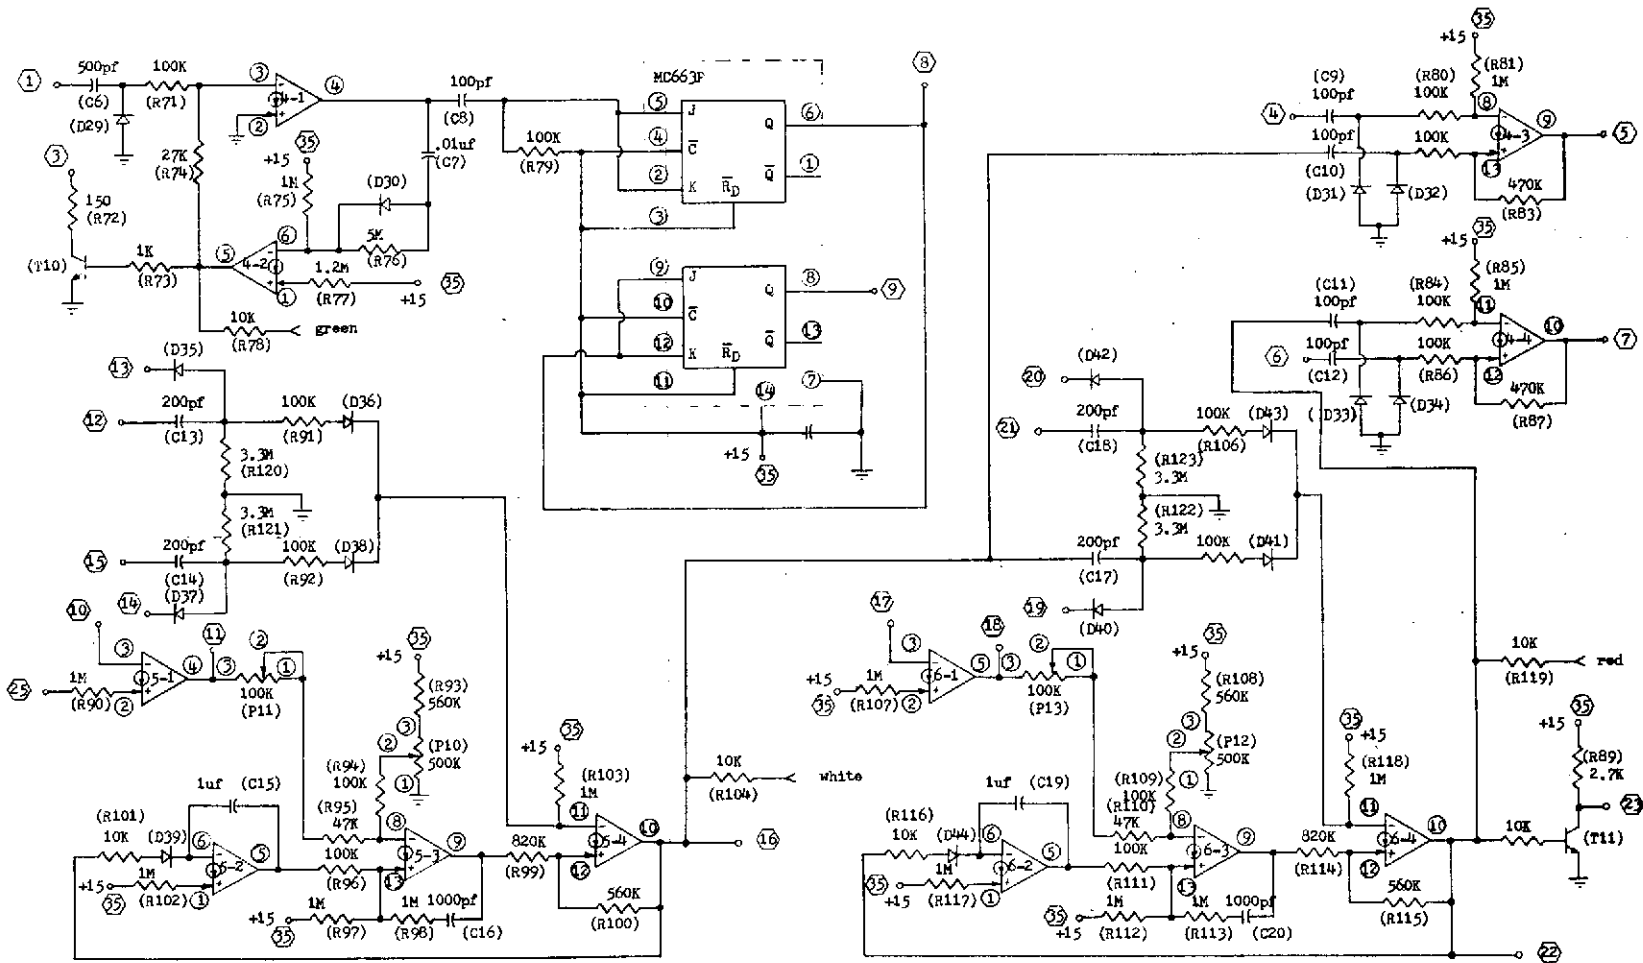 1
500pf
(C6)
(D29)
100K
(R71)
3
4-1
4
2
100pf
(C8)
.01uf
(C7)
3
150
(R72)
27K
(R74)
35
+15
1M
(R75)
(D30)
5M
(R76)
6
5
4-2
1
1.2M
(R77)
+15
35
(T10)
1K
(R73)
10K
(R78)
green
100K
(R79)
MC663P
5
J
4
C
2
K
RD
3
Q
6
Q
1
8
9
J
10
C
12
K
RD
11
Q
8
9
Q
13
14
7
+15
35
35
+15
(R81)
1M
(C9)
100pf
(R80)
100K
4
8
4-3
9
5
100pf
(C10)
100K
13
(D31)
(D32)
470K
(R83)
35
+15
(R85)
1M
(C11)
100pf
(R84)
100K
11
4-4
10
7
6
100pf
(C12)
100K
(R86)
12
(D33)
(D34)
470K
(R87)
13
(D35)
12
200pf
(C13)
100K
(R91)
(D36)
3.3M
(R120)
3.3M
(R121)
15
200pf
(C14)
100K
(R92)
(D38)
14
(D37)
20
(D42)
21
200pf
(C18)
100K
(R106)
(D43)
(R123)
3.3M
(R122)
3.3M
200pf
(C17)
100K
(D41)
19
(D40)
10
3
5-1
4
25
1M
(R90)
2
11
3
2
1
100K
(P11)
35
+15
(R93)
560K
3
2
(P10)
500K
1
(R94)
100K
(R95)
47K
8
5-3
9
13
100K
(R96)
(R101)
10K
(D39)
1uf
(C15)
6
5-2
5
+15
35
1M
(R102)
1
+15
35
1M
(R97)
1M
(R98)
1000pf
(C16)
820K
(R99)
35
+15
(R103)
1M
11
5-4
10
12
560K
(R100)
10K
(R104)
white
16
17
3
6-1
5
+15
35
1M
(R107)
2
18
3
2
1
100K
(P13)
35
+15
(R108)
560K
3
2
(P12)
500K
1
(R109)
100K
(R110)
47K
8
6-3
9
13
100K
(R111)
(R116)
10K
(D44)
1uf
(C19)
6
6-2
5
35
+15
1M
(R117)
1
35
+15
1M
(R112)
1M
(R113)
1000pf
(C20)
820K
(R114)
35
+15
(R118)
1M
11
6-4
10
12
560K
(R115)
10K
(R119)
red
35
+15
(R89)
2.7K
23
10K
(T11)
22